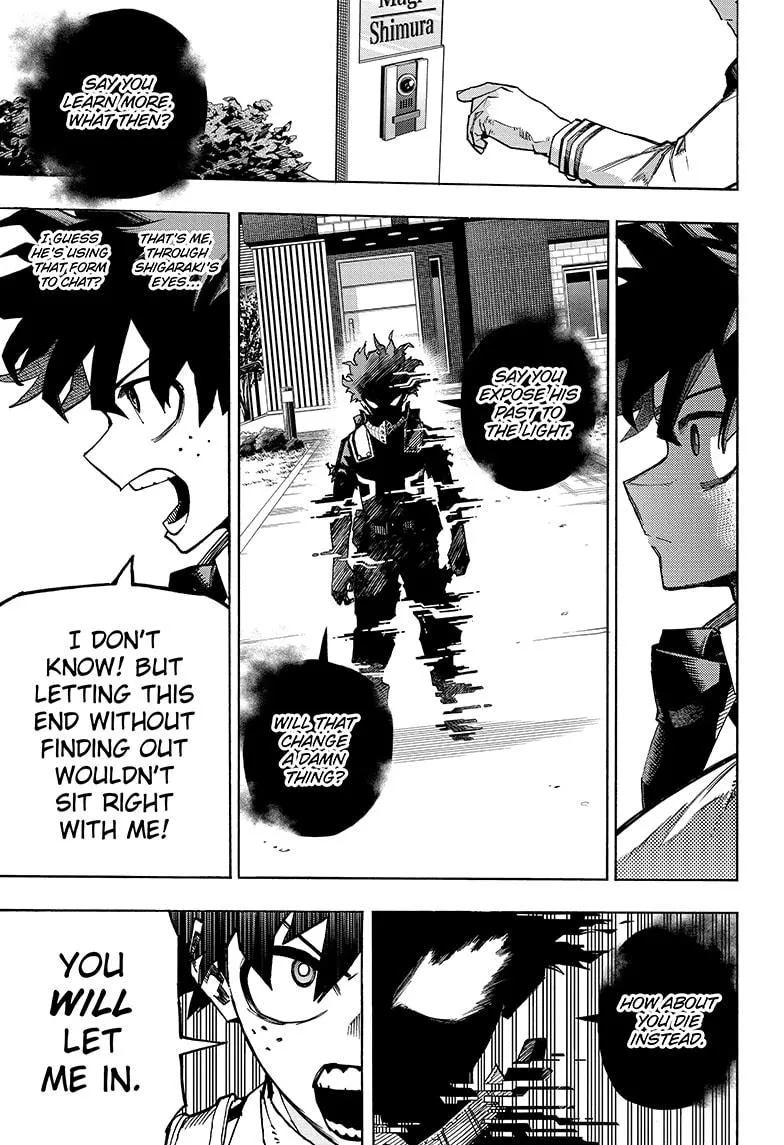 Magi
Shimura
SAY YOU
LEARN MORE.
WHAT THEN?
SAY YOU
EXPOSE HIS
PAST TO
THE LIGHT.
WILL THAT
CHANGE
A DAMN
THING?
THAT'S ME,
THROUGH
SHIGARAKI'S
EYES...
I GUESS
HE'S USING
THAT FORM
TO CHAT?
I DON'T
KNOW! BUT
LETTING THIS
END WITHOUT
FINDING OUT
WOULDN'T
SIT RIGHT
WITH ME!
HOW ABOUT
YOU DIE
INSTEAD.
YOU
WILL
LET
ME IN.